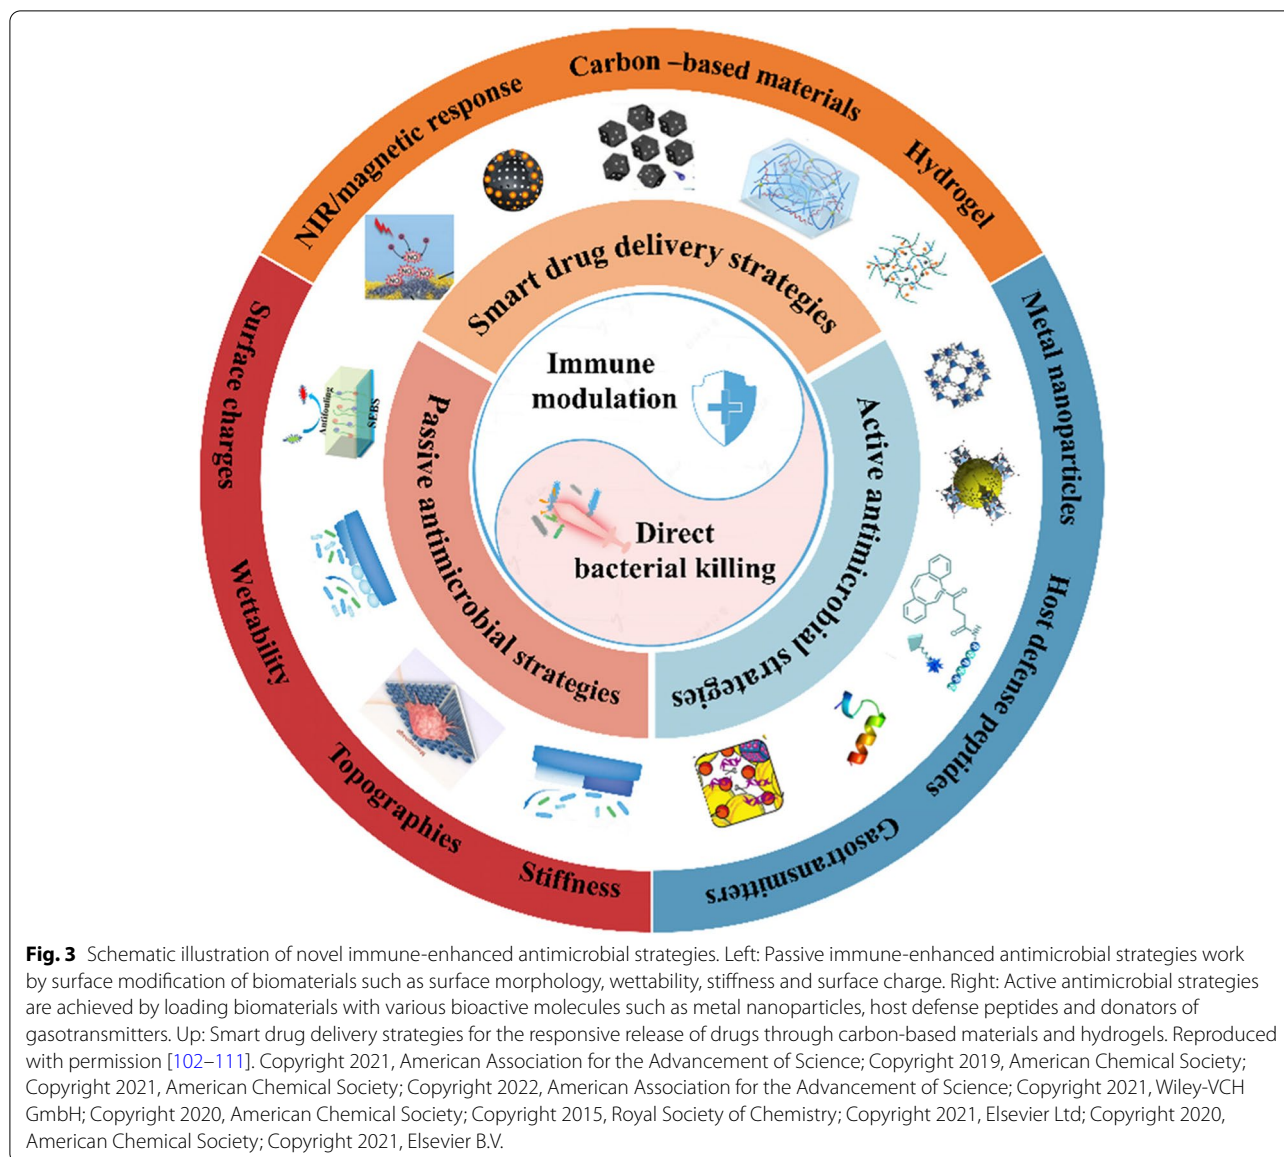 Carbon –based materials
NIR/magnetic response
Hydrogel
Smart drug delivery strategies
Surface charges
Metal nanoparticles
Immune
modulation
Antifouling
SEBS
Passive antimicrobial strategies
Active antimicrobial strategies
Direct
bacterial killing
Wettability
Host defense peptides
Macrophage
Topographies
Stiffness
Gasotransmitters
Fig. 3 Schematic illustration of novel immune-enhanced antimicrobial strategies. Left: Passive immune-enhanced antimicrobial strategies work
by surface modification of biomaterials such as surface morphology, wettability, stiffness and surface charge. Right: Active antimicrobial strategies
are achieved by loading biomaterials with various bioactive molecules such as metal nanoparticles, host defense peptides and donators of
gasotransmitters. Up: Smart drug delivery strategies for the responsive release of drugs through carbon-based materials and hydrogels. Reproduced
with permission [102–111]. Copyright 2021, American Association for the Advancement of Science; Copyright 2019, American Chemical Society;
Copyright 2021, American Chemical Society; Copyright 2022, American Association for the Advancement of Science; Copyright 2021, Wiley-VCH
GmbH; Copyright 2020, American Chemical Society; Copyright 2015, Royal Society of Chemistry; Copyright 2021, Elsevier Ltd; Copyright 2020,
American Chemical Society; Copyright 2021, Elsevier B.V.